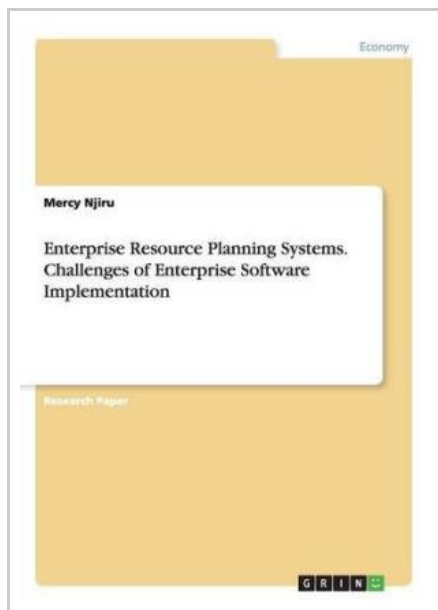 Economy
Mercy Njiru
Enterprise Resource Planning Systems.
Challenges of Enterprise Software
Implementation
Research Paper
GRIN